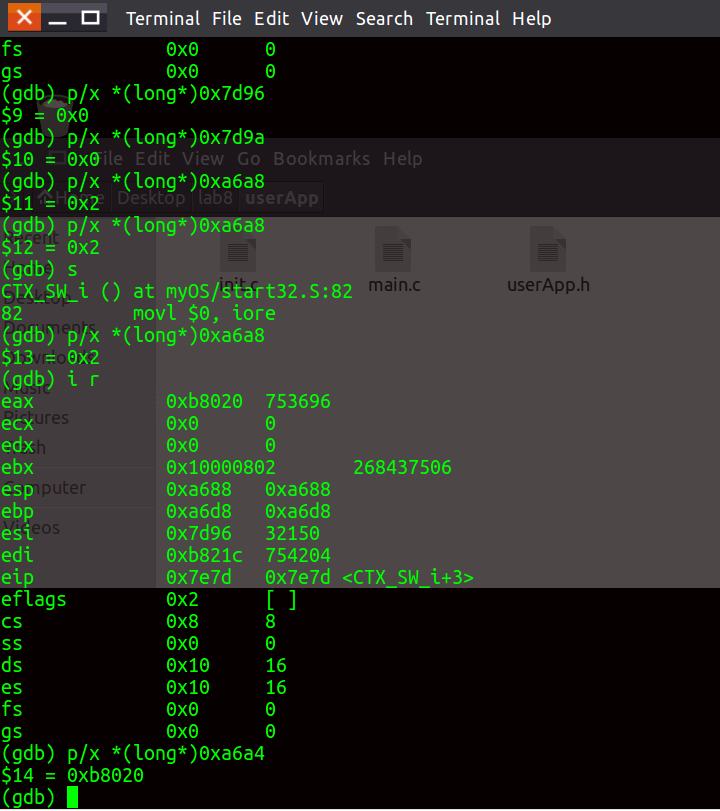 Terminal File Edit View Search Terminal Help
fs 0x0 0
gs 0x0 0
(gdb) p/x *(long*)0x7d96
$9 = 0x0
(gdb) p/x *(long*)0x7d9a
$10 = 0x0
File Edit View Go Bookmarks Help
(gdb) p/x *(long*)0xa6a8
$11 = 0x2
Home Desktop lab8 userApp
(gdb) p/x *(long*)0xa6a8
$12 = 0x2
(gdb) s
init.c main.c userApp.h
CTX_SW_i () at myOS/start32.S:82
82 movl $0, iore
Documents
(gdb) p/x *(long*)0xa6a8
$13 = 0x2
(gdb) i r
Music
eax 0xb8020 753696
Pictures
ecx 0x0 0
edx 0x0 0
ebx 0x10000802 268437506
Computer
esp 0xa688 0xa688
ebp 0xa6d8 0xa6d8
Videos
esi 0x7d96 32150
edi 0xb821c 754204
eip 0x7e7d 0x7e7d <CTX_SW_i+3>
eflags 0x2 [ ]
cs 0x8 8
ss 0x0 0
ds 0x10 16
es 0x10 16
fs 0x0 0
gs 0x0 0
(gdb) p/x *(long*)0xa6a4
$14 = 0xb8020
(gdb)